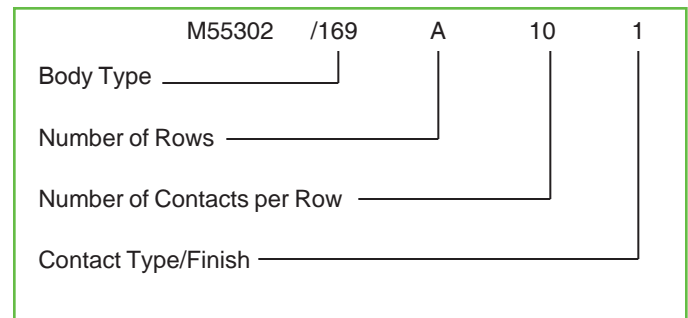 M55302 /169 A 10 1
Body Type
Number of Rows
Number of Contacts per Row
Contact Type/Finish